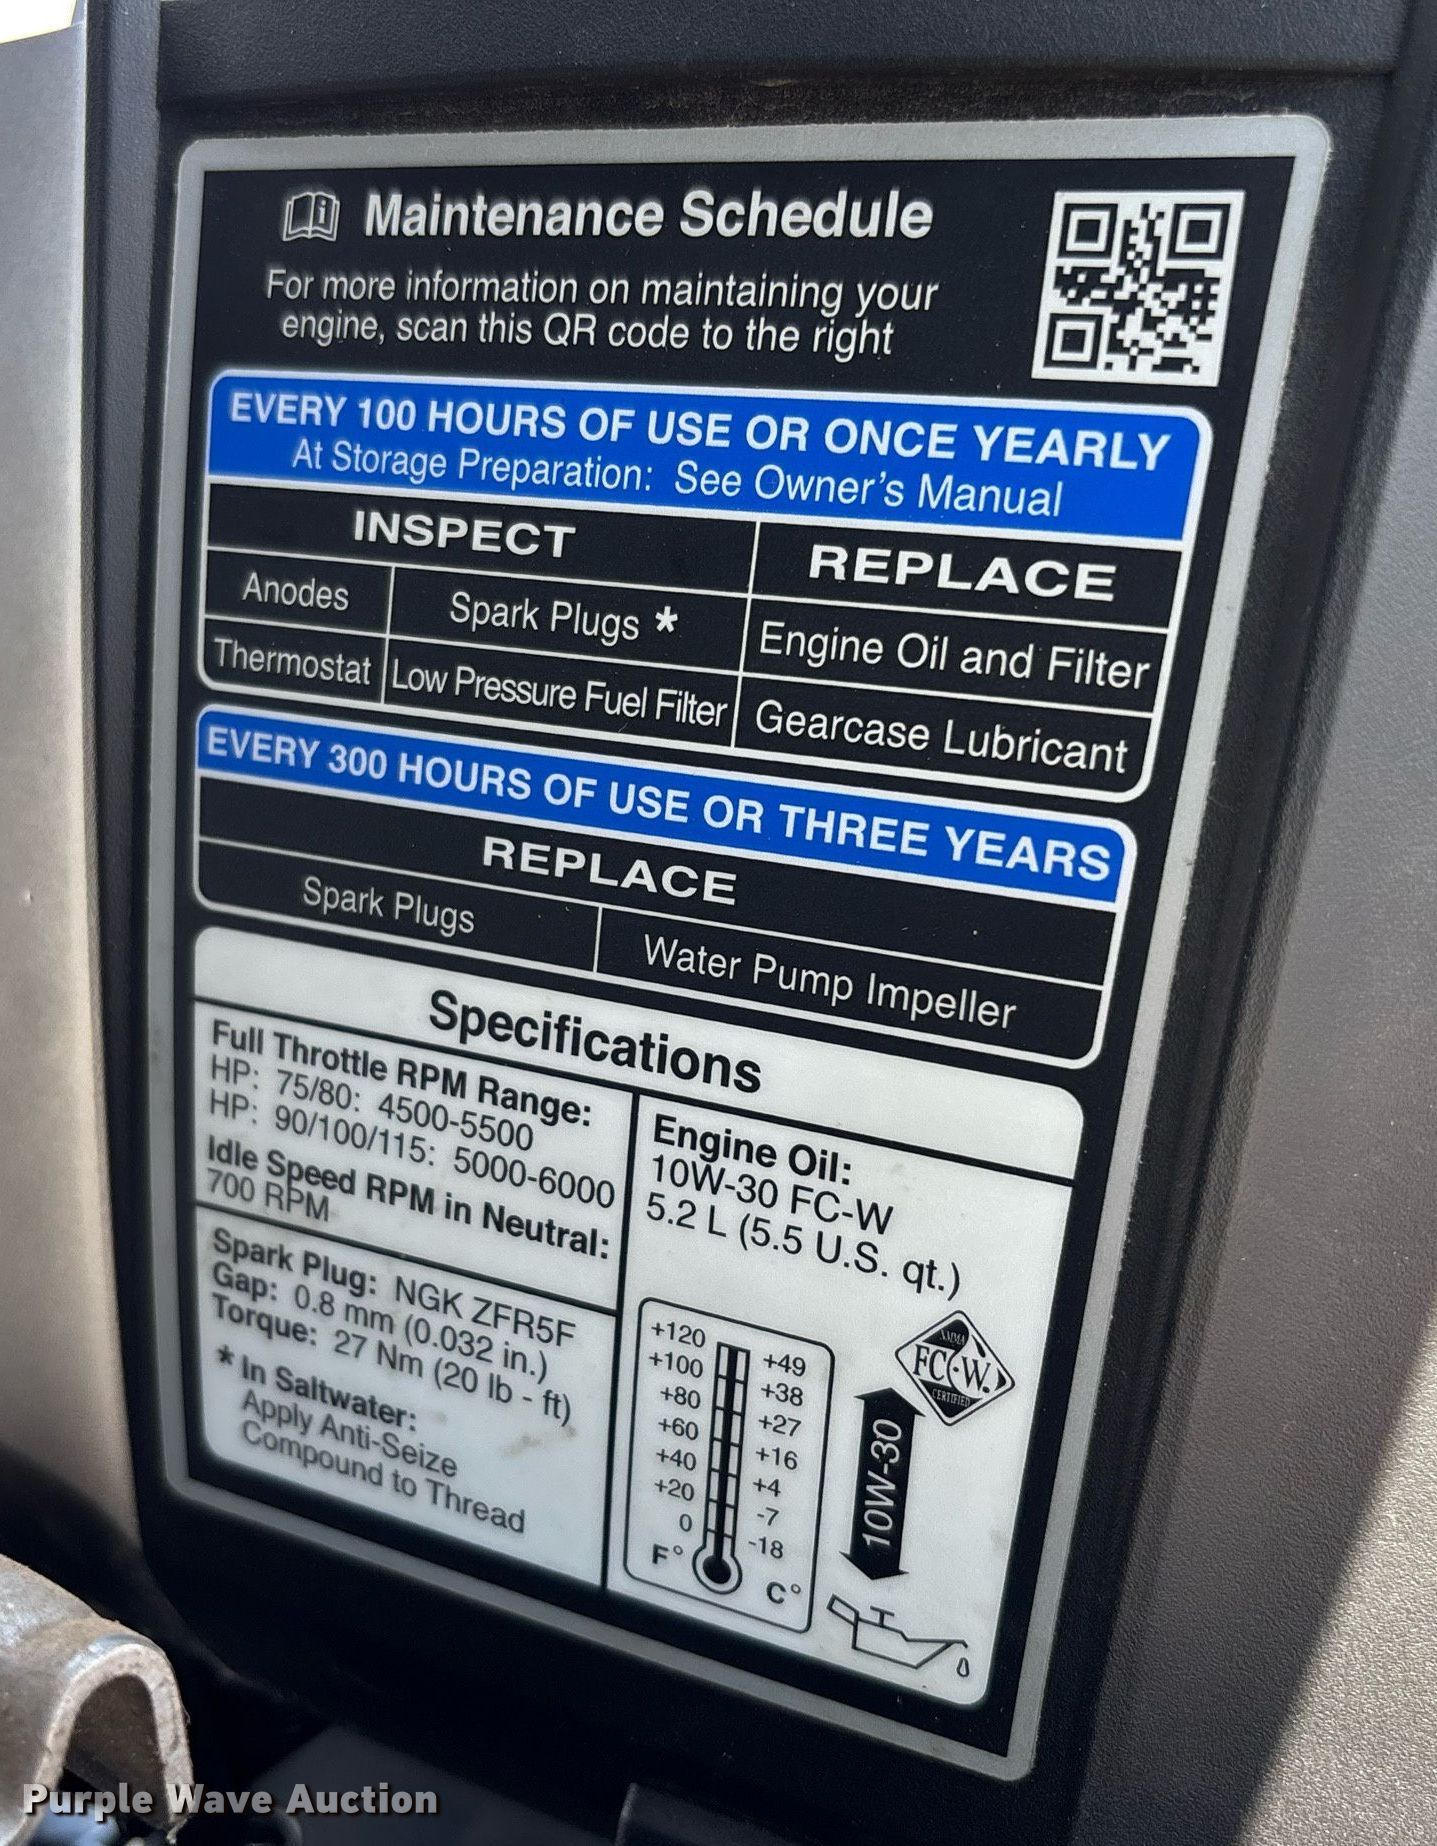 Maintenance Schedule
For more information on maintaining your
engine, scan this QR code to the right
EVERY 100 HOURS OF USE OR ONCE YEARLY
At Storage Preparation: See Owner's Manual
INSPECT
REPLACE
Anodes
Spark Plugs *
Engine Oil and Filter
Thermostat
Low Pressure Fuel Filter
Gearcase Lubricant
EVERY 300 HOURS OF USE OR THREE YEARS
REPLACE
Spark Plugs
Water Pump Impeller
Specifications
Full Throttle RPM Range:
HP: 75/80: 4500-5500
HP: 90/100/115: 5000-6000
Idle Speed RPM in Neutral:
700 RPM
Spark Plug: NGK ZFR5F
Gap: 0.8 mm (0.032 in.)
Torque: 27 Nm (20 lb - ft)
* In Saltwater:
Apply Anti-Seize
Compound to Thread
Engine Oil:
10W-30 FC-W
5.2 L (5.5 U.S. qt.)
+120 +49
+100 +38
+80 +27
+60 +16
+40 +4
+20 -7
0 -18
F° C°
NMMA
FC-W.
CERTIFIED
10W-30
Purple Wave Auction